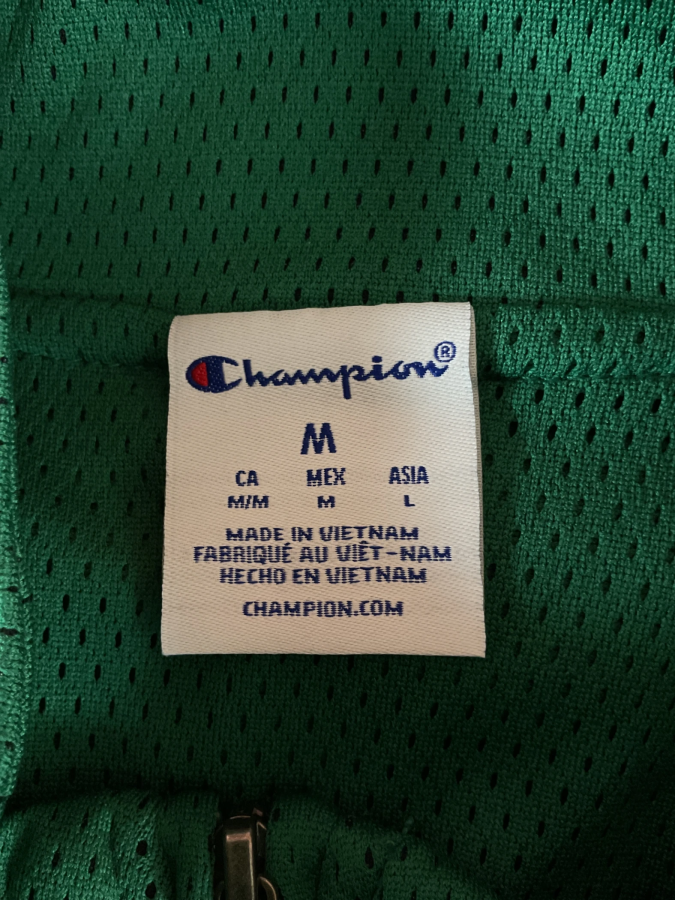 Champion®
M
CA MEX ASIA
M/M M L
MADE IN VIETNAM
FABRIQUÉ AU VIÊT-NAM
HECHO EN VIETNAM
CHAMPION.COM